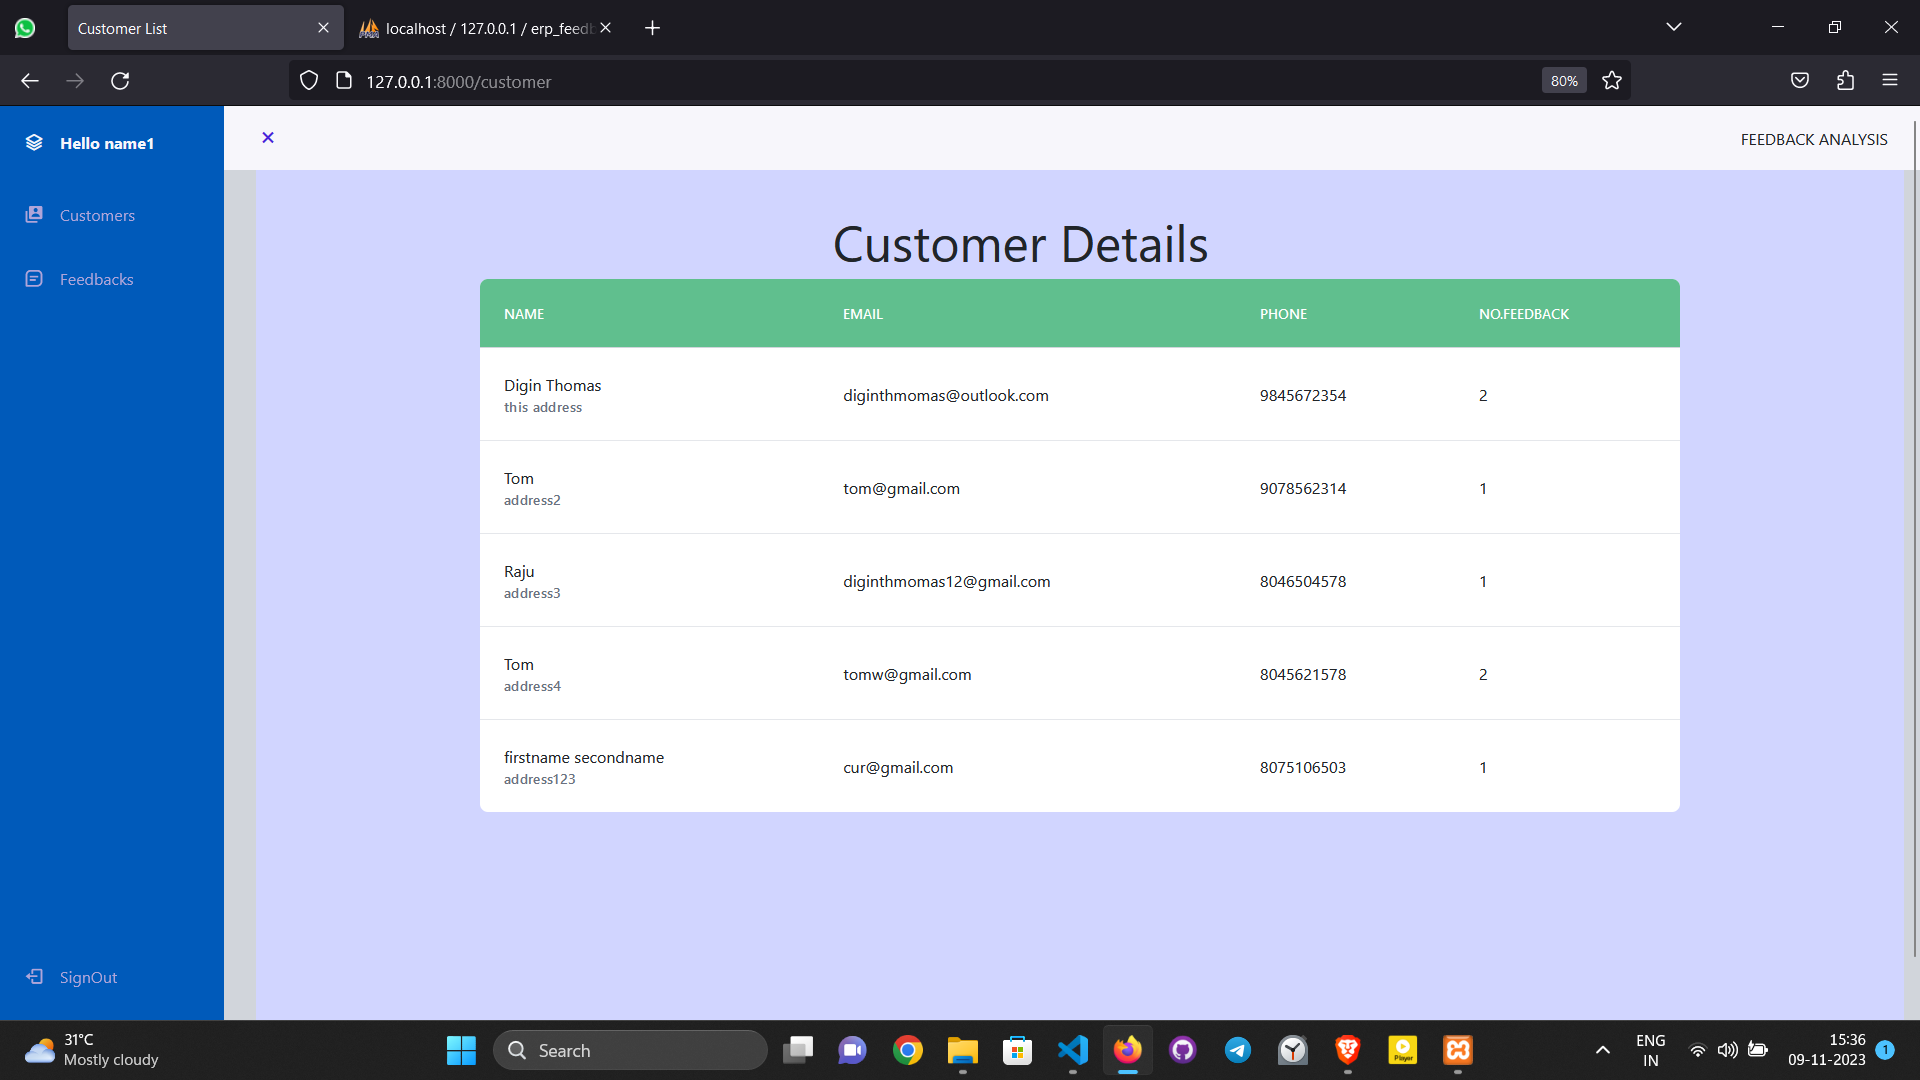 Customer List
localhost / 127.0.0.1 / erp_feed
127.0.0.1:8000/customer
80%
Hello name1
FEEDBACK ANALYSIS
Customers
Feedbacks
Customer Details
NAME EMAIL PHONE NO.FEEDBACK
Digin Thomas
this address
diginthmomas@outlook.com 9845672354 2
Tom
address2
tom@gmail.com 9078562314 1
Raju
address3
diginthmomas12@gmail.com 8046504578 1
Tom
address4
tomw@gmail.com 8045621578 2
firstname secondname
address123
cur@gmail.com 8075106503 1
SignOut
31°C
Mostly cloudy
Search
Player
ENG
IN
15:36
09-11-2023
1